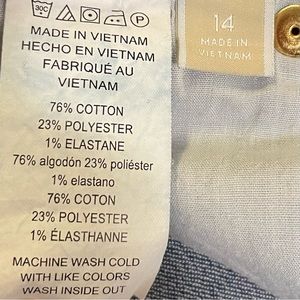 MADE IN VIETNAM
HECHO EN VIETNAM
FABRIQUÉ AU
VIETNAM
76% COTTON
23% POLYESTER
1% ELASTANE
76% algodón 23% poliéster
1% elastano
76% COTON
23% POLYESTER
1% ÉLASTHANNE
MACHINE WASH COLD
WITH LIKE COLORS
WASH INSIDE OUT
14
MADE IN
VIETNAM